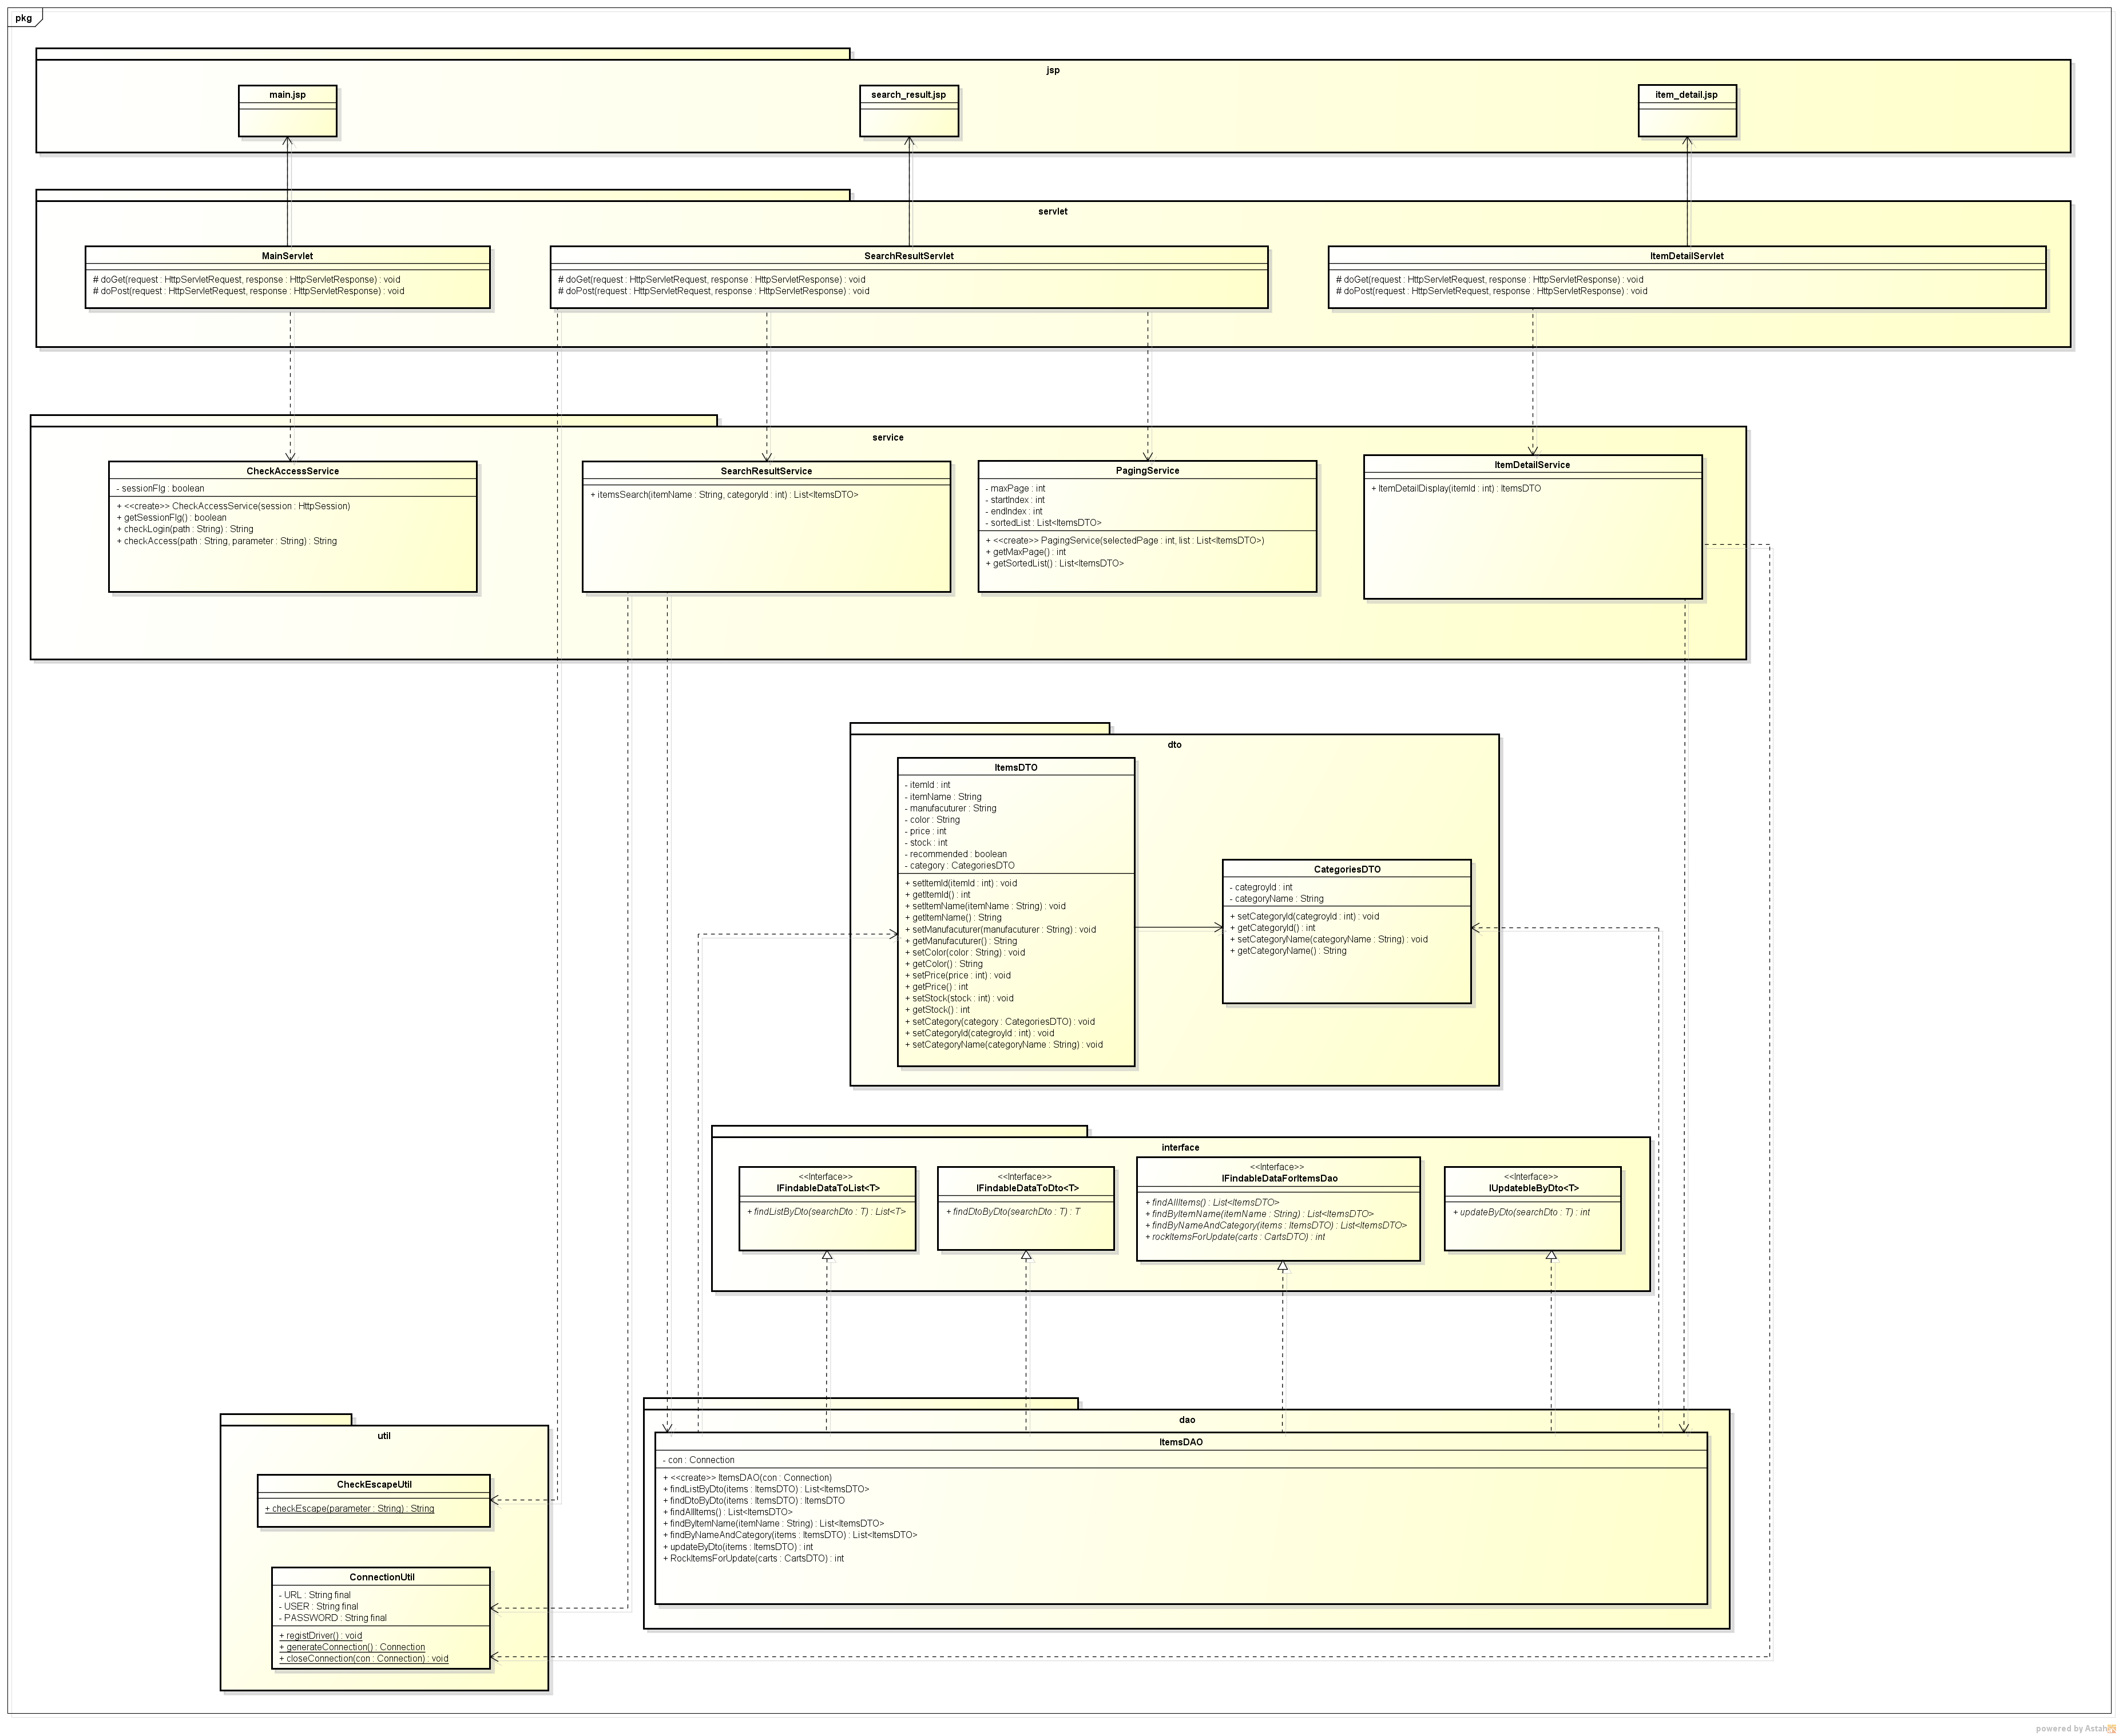 pkg
jsp
main.jsp
search_result.jsp
item_detail.jsp
servlet
MainServlet
# doGet(request : HttpServletRequest, response : HttpServletResponse) : void
# doPost(request : HttpServletRequest, response : HttpServletResponse) : void
SearchResultServlet
# doGet(request : HttpServletRequest, response : HttpServletResponse) : void
# doPost(request : HttpServletRequest, response : HttpServletResponse) : void
ItemDetailServlet
# doGet(request : HttpServletRequest, response : HttpServletResponse) : void
# doPost(request : HttpServletRequest, response : HttpServletResponse) : void
service
CheckAccessService
- sessionFlg : boolean
+ <<create>> CheckAccessService(session : HttpSession)
+ getSessionFlg() : boolean
+ checkLogin(path : String) : String
+ checkAccess(path : String, parameter : String) : String
SearchResultService
+ itemsSearch(itemName : String, categoryId : int) : List<ItemsDTO>
PagingService
- maxPage : int
- startIndex : int
- endIndex : int
- sortedList : List<ItemsDTO>
+ <<create>> PagingService(selectedPage : int, list : List<ItemsDTO>)
+ getMaxPage() : int
+ getSortedList() : List<ItemsDTO>
ItemDetailService
+ ItemDetailDisplay(itemId : int) : ItemsDTO
dto
ItemsDTO
- itemId : int
- itemName : String
- manufacuturer : String
- color : String
- price : int
- stock : int
- recommended : boolean
- category : CategoriesDTO
+ setItemId(itemId : int) : void
+ getItemId() : int
+ setItemName(itemName : String) : void
+ getItemName() : String
+ setManufacuturer(manufacuturer : String) : void
+ getManufacuturer() : String
+ setColor(color : String) : void
+ getColor() : String
+ setPrice(price : int) : void
+ getPrice() : int
+ setStock(stock : int) : void
+ getStock() : int
+ setCategory(category : CategoriesDTO) : void
+ setCategoryId(categroyId : int) : void
+ setCategoryName(categoryName : String) : void
CategoriesDTO
- categroyId : int
- categoryName : String
+ setCategoryId(categroyId : int) : void
+ getCategoryId() : int
+ setCategoryName(categoryName : String) : void
+ getCategoryName() : String
interface
<<Interface>>
IFindableDataToList<T>
+ findListByDto(searchDto : T) : List<T>
<<Interface>>
IFindableDataToDto<T>
+ findDtoByDto(searchDto : T) : T
<<Interface>>
IFindableDataForItemsDao
+ findAllItems() : List<ItemsDTO>
+ findByItemName(itemName : String) : List<ItemsDTO>
+ findByNameAndCategory(items : ItemsDTO) : List<ItemsDTO>
+ rockItemsForUpdate(carts : CartsDTO) : int
<<Interface>>
IUpdatebleByDto<T>
+ updateByDto(searchDto : T) : int
dao
ItemsDAO
- con : Connection
+ <<create>> ItemsDAO(con : Connection)
+ findListByDto(items : ItemsDTO) : List<ItemsDTO>
+ findDtoByDto(items : ItemsDTO) : ItemsDTO
+ findAllItems() : List<ItemsDTO>
+ findByItemName(itemName : String) : List<ItemsDTO>
+ findByNameAndCategory(items : ItemsDTO) : List<ItemsDTO>
+ updateByDto(items : ItemsDTO) : int
+ RockItemsForUpdate(carts : CartsDTO) : int
util
CheckEscapeUtil
+ checkEscape(parameter : String) : String
ConnectionUtil
- URL : String final
- USER : String final
- PASSWORD : String final
+ registDriver() : void
+ generateConnection() : Connection
+ closeConnection(con : Connection) : void
powered by Astah